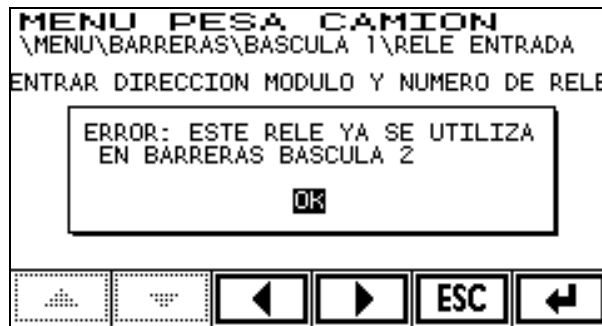 MENU PESA CAMION
\MENU\BARRERAS\BASCULA 1\RELE ENTRADA
ENTRAR DIRECCION MODULO Y NUMERO DE RELE
ERROR: ESTE RELE YA SE UTILIZA
EN BARRERAS BASCULA 2
OK
ESC